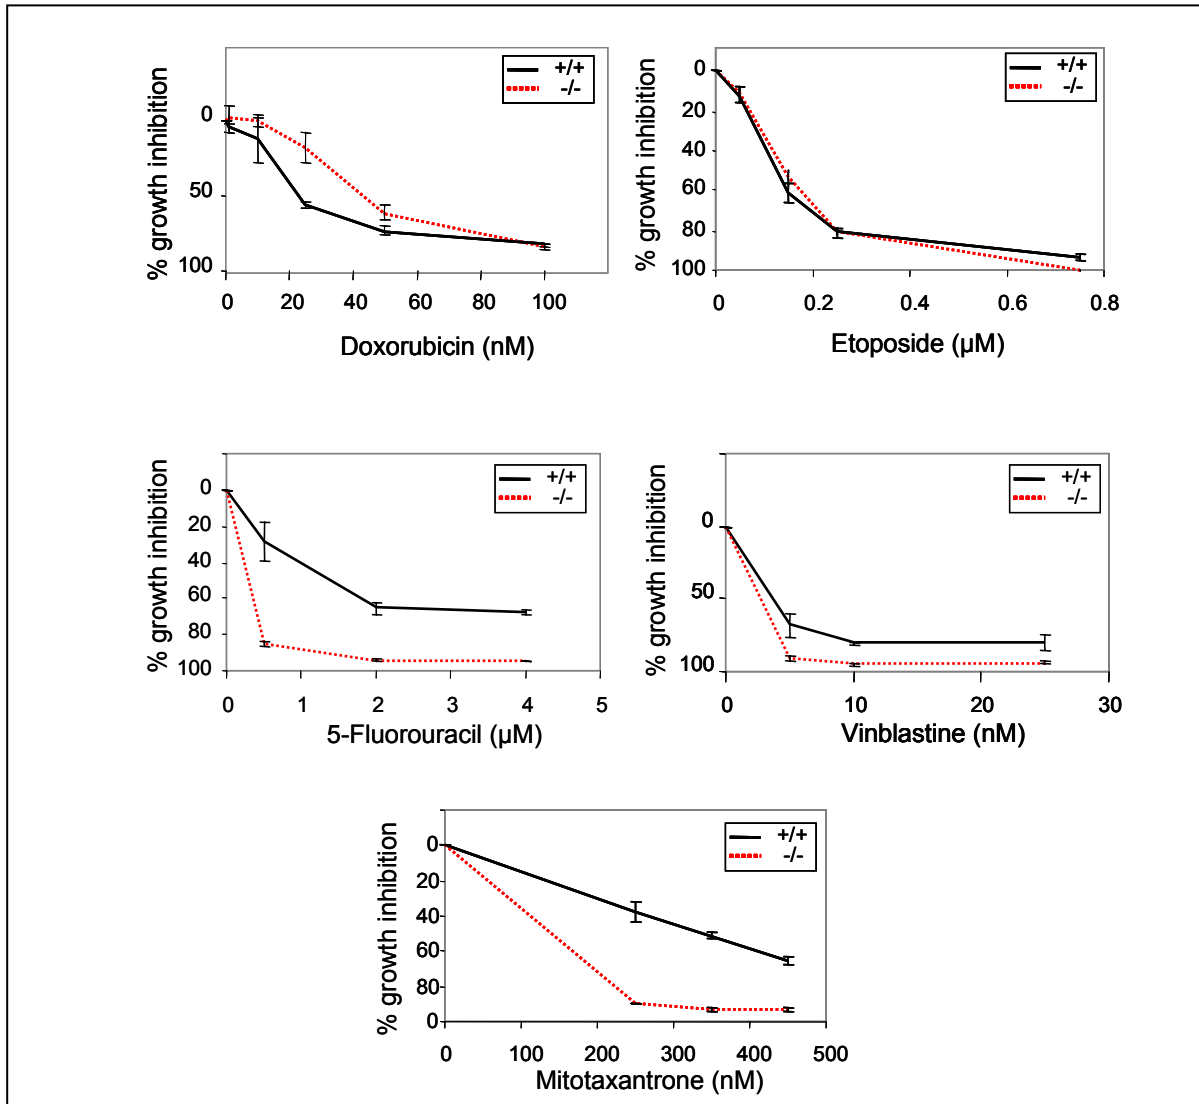 % growth inhibition
+/+
-/-
0
50
100
0 20 40 60 80 100
Doxorubicin (nM)
% growth inhibition
+/+
-/-
0
20
40
60
80
100
0 0.2 0.4 0.6 0.8
Etoposide (µM)
% growth inhibition
+/+
-/-
0
20
40
60
80
100
0 1 2 3 4 5
5-Fluorouracil (µM)
% growth inhibition
+/+
-/-
0
50
100
0 10 20 30
Vinblastine (nM)
% growth inhibition
+/+
-/-
0
20
40
60
80
0
0 100 200 300 400 500
Mitotaxantrone (nM)